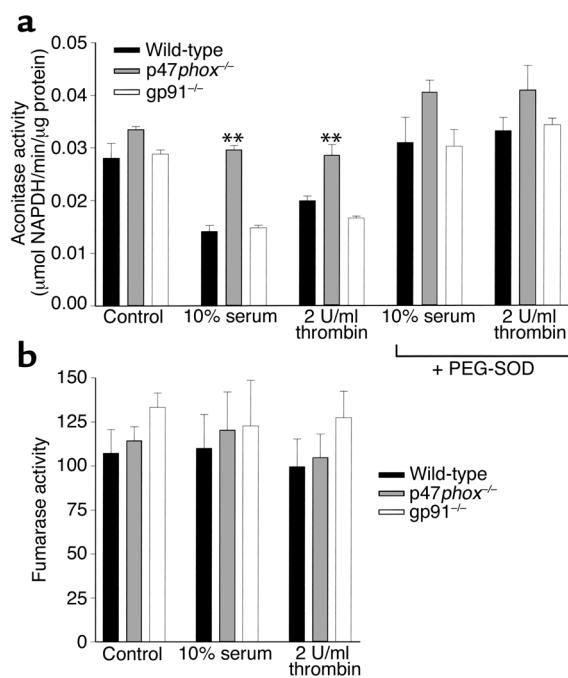 a
Aconitase activity
(μmol NAPDH/min/μg protein)
0.05
0.04
0.03
0.02
0.01
0.00
Wild-type
p47phox–/–
gp91–/–
**
**
Control
10% serum
2 U/ml
thrombin
10% serum
2 U/ml
thrombin
+ PEG-SOD
b
Fumarase activity
150
125
100
75
50
25
0
Wild-type
p47phox–/–
gp91–/–
Control
10% serum
2 U/ml
thrombin